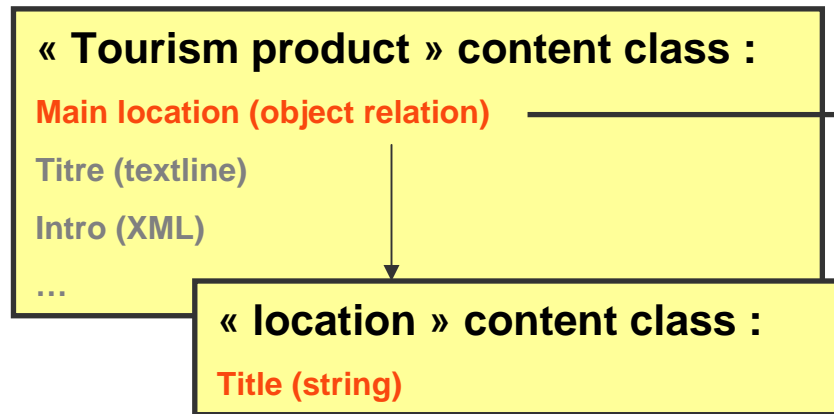 « Tourism product » content class :
Main location (object relation)
Titre (textline)
Intro (XML)
…
« location » content class :
Title (string)